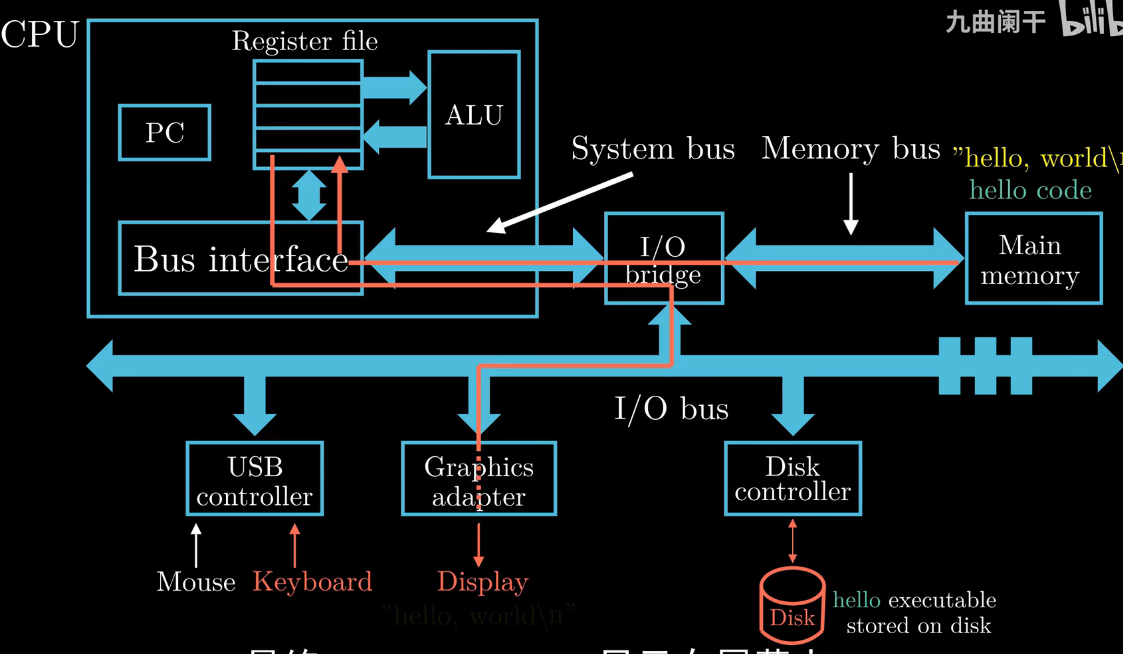 九曲阑干
CPU
Register file
PC
ALU
System bus
Memory bus
"hello, world\n
hello code
Bus interface
I/O
bridge
Main
memory
I/O bus
USB
controller
Graphics
adapter
Disk
controller
Mouse
Keyboard
Display
"hello, world\n"
Disk
hello executable
stored on disk